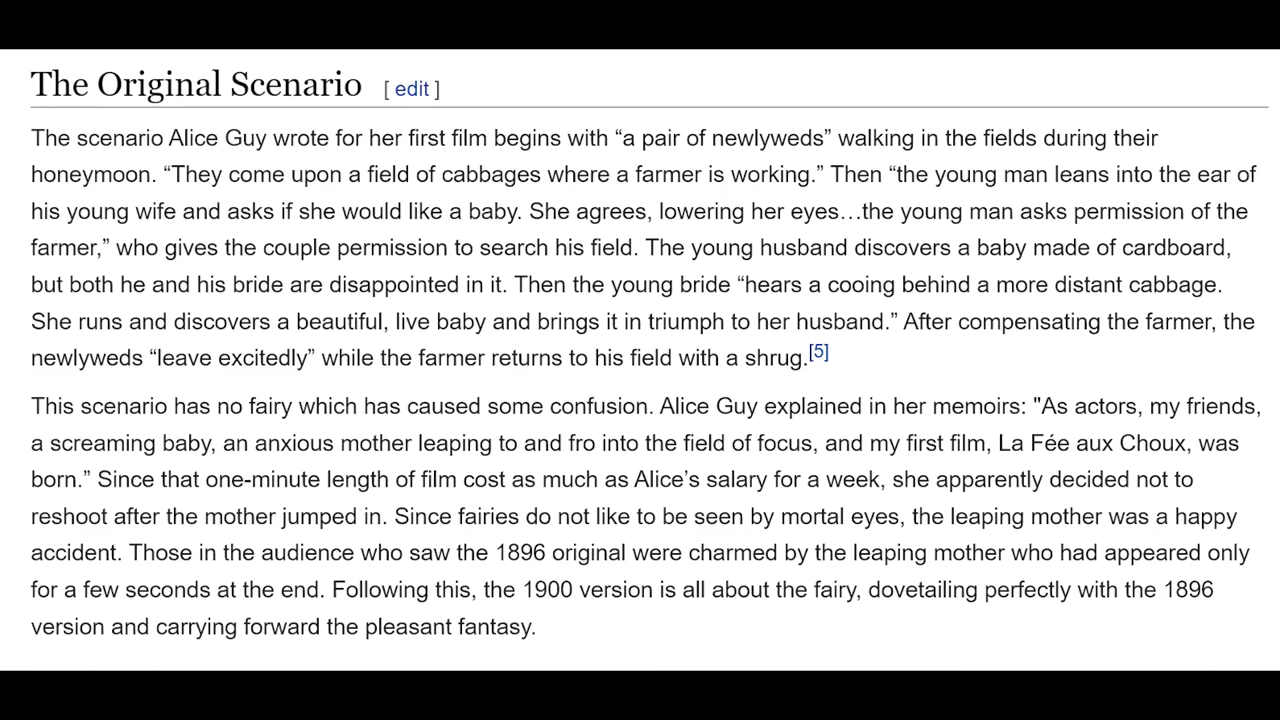 The Original Scenario [ edit ]
The scenario Alice Guy wrote for her first film begins with “a pair of newlyweds” walking in the fields during their
honeymoon. “They come upon a field of cabbages where a farmer is working.” Then “the young man leans into the ear of
his young wife and asks if she would like a baby. She agrees, lowering her eyes…the young man asks permission of the
farmer,” who gives the couple permission to search his field. The young husband discovers a baby made of cardboard,
but both he and his bride are disappointed in it. Then the young bride “hears a cooing behind a more distant cabbage.
She runs and discovers a beautiful, live baby and brings it in triumph to her husband.” After compensating the farmer, the
newlyweds “leave excitedly” while the farmer returns to his field with a shrug.[5]
This scenario has no fairy which has caused some confusion. Alice Guy explained in her memoirs: "As actors, my friends,
a screaming baby, an anxious mother leaping to and fro into the field of focus, and my first film, La Fée aux Choux, was
born.” Since that one-minute length of film cost as much as Alice’s salary for a week, she apparently decided not to
reshoot after the mother jumped in. Since fairies do not like to be seen by mortal eyes, the leaping mother was a happy
accident. Those in the audience who saw the 1896 original were charmed by the leaping mother who had appeared only
for a few seconds at the end. Following this, the 1900 version is all about the fairy, dovetailing perfectly with the 1896
version and carrying forward the pleasant fantasy.